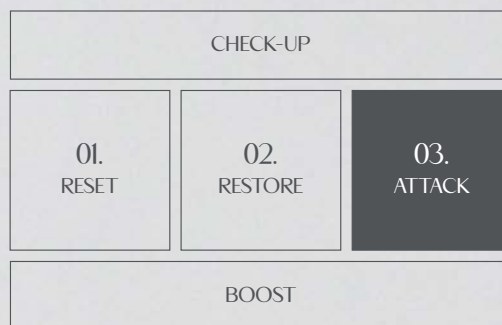 CHECK-UP
01.
RESET
02.
RESTORE
03.
ATTACK
BOOST